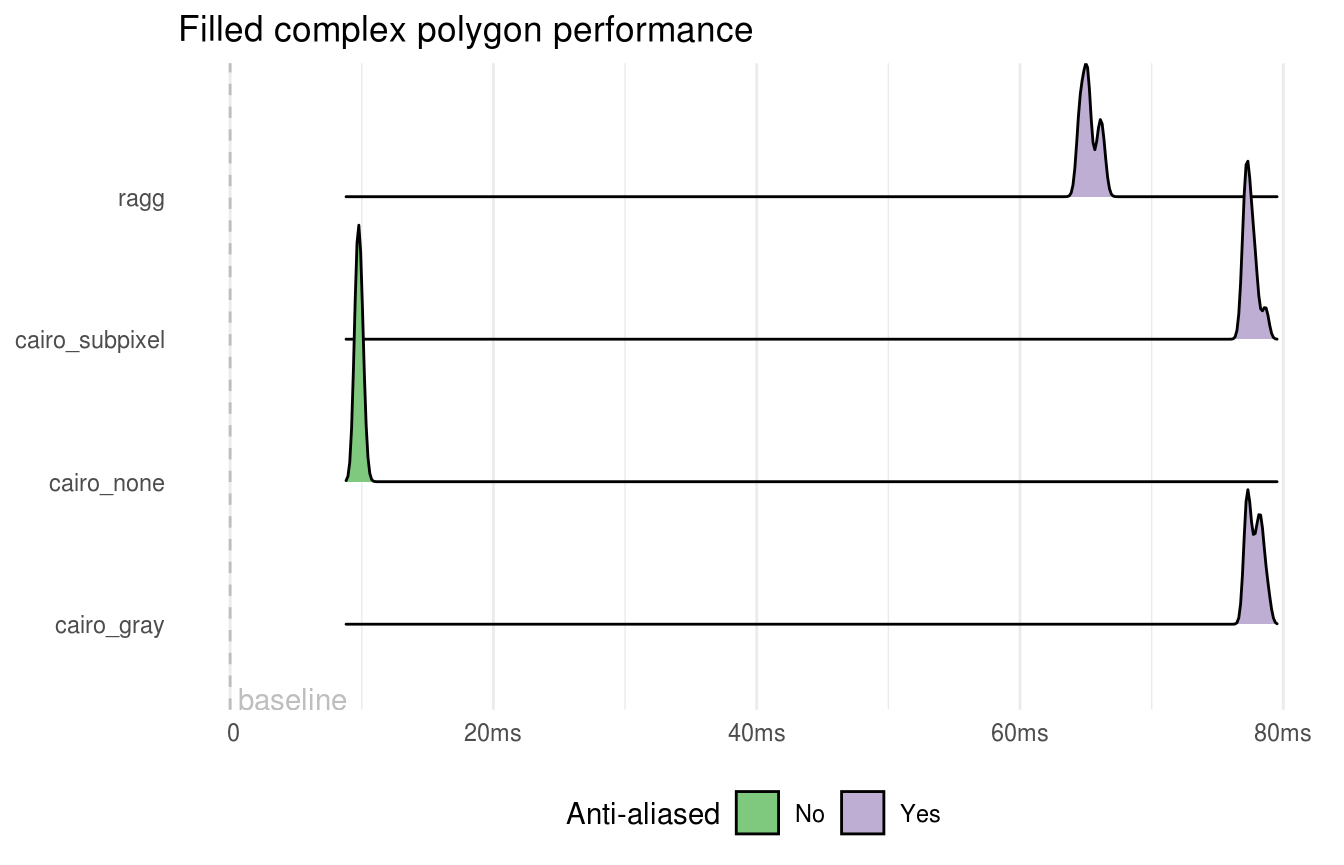 Filled complex polygon performance
ragg
cairo_subpixel
cairo_none
cairo_gray
baseline
0 20ms 40ms 60ms 80ms
Anti-aliased No Yes